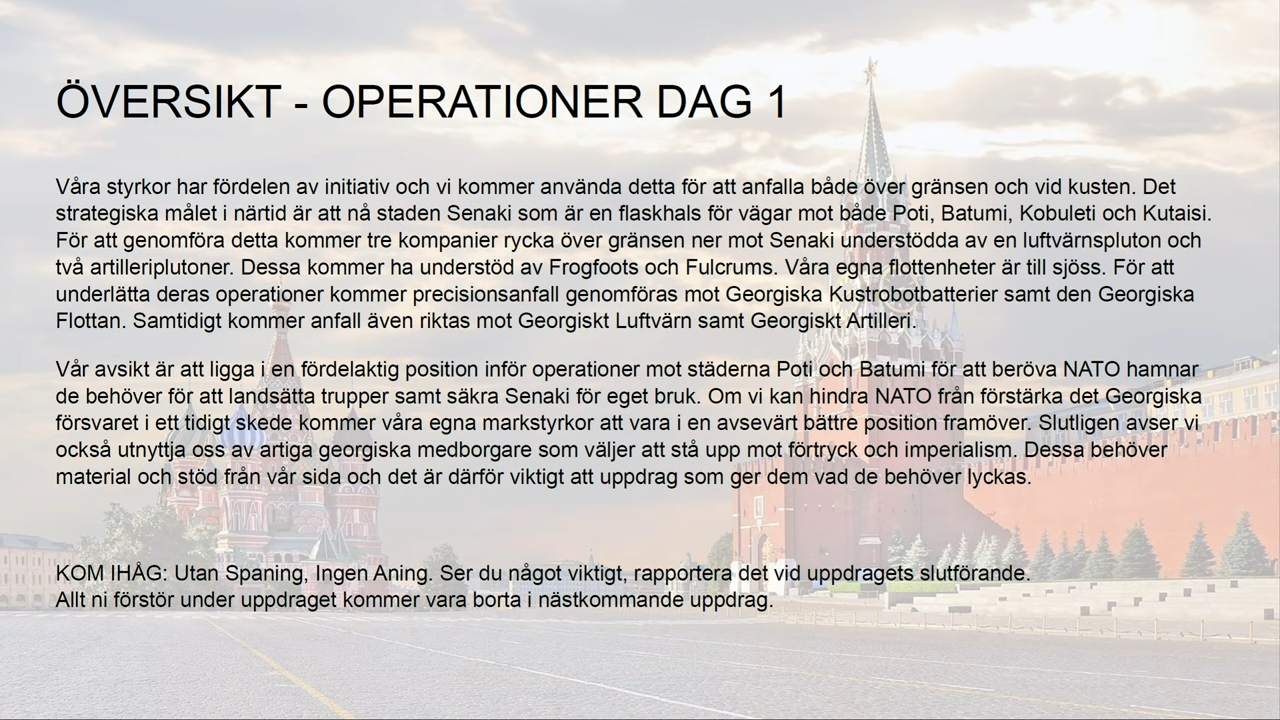 ÖVERSIKT - OPERATIONER DAG 1
Våra styrkor har fördelen av initiativ och vi kommer använda detta för att anfalla både över gränsen och vid kusten. Det
strategiska målet i närtid är att nå staden Senaki som är en flaskhals för vägar mot både Poti, Batumi, Kobuleti och Kutaisi.
För att genomföra detta kommer tre kompanier rycka över gränsen ner mot Senaki understödda av en luftvärnspluton och
två artilleriplutoner. Dessa kommer ha understöd av Frogfoots och Fulcrums. Våra egna flottenheter är till sjöss. För att
underlätta deras operationer kommer precisionsanfall genomföras mot Georgiska Kustrobotbatterier samt den Georgiska
Flottan. Samtidigt kommer anfall även riktas mot Georgiskt Luftvärn samt Georgiskt Artilleri.
Vår avsikt är att ligga i en fördelaktig position inför operationer mot städerna Poti och Batumi för att beröva NATO hamnar
de behöver för att landsätta trupper samt säkra Senaki för eget bruk. Om vi kan hindra NATO från förstärka det Georgiska
försvaret i ett tidigt skede kommer våra egna markstyrkor att vara i en avsevärt bättre position framöver. Slutligen avser vi
också utnyttja oss av artiga georgiska medborgare som väljer att stå upp mot förtryck och imperialism. Dessa behöver
material och stöd från vår sida och det är därför viktigt att uppdrag som ger dem vad de behöver lyckas.
KOM IHÅG: Utan Spaning, Ingen Aning. Ser du något viktigt, rapportera det vid uppdragets slutförande.
Allt ni förstör under uppdraget kommer vara borta i nästkommande uppdrag.